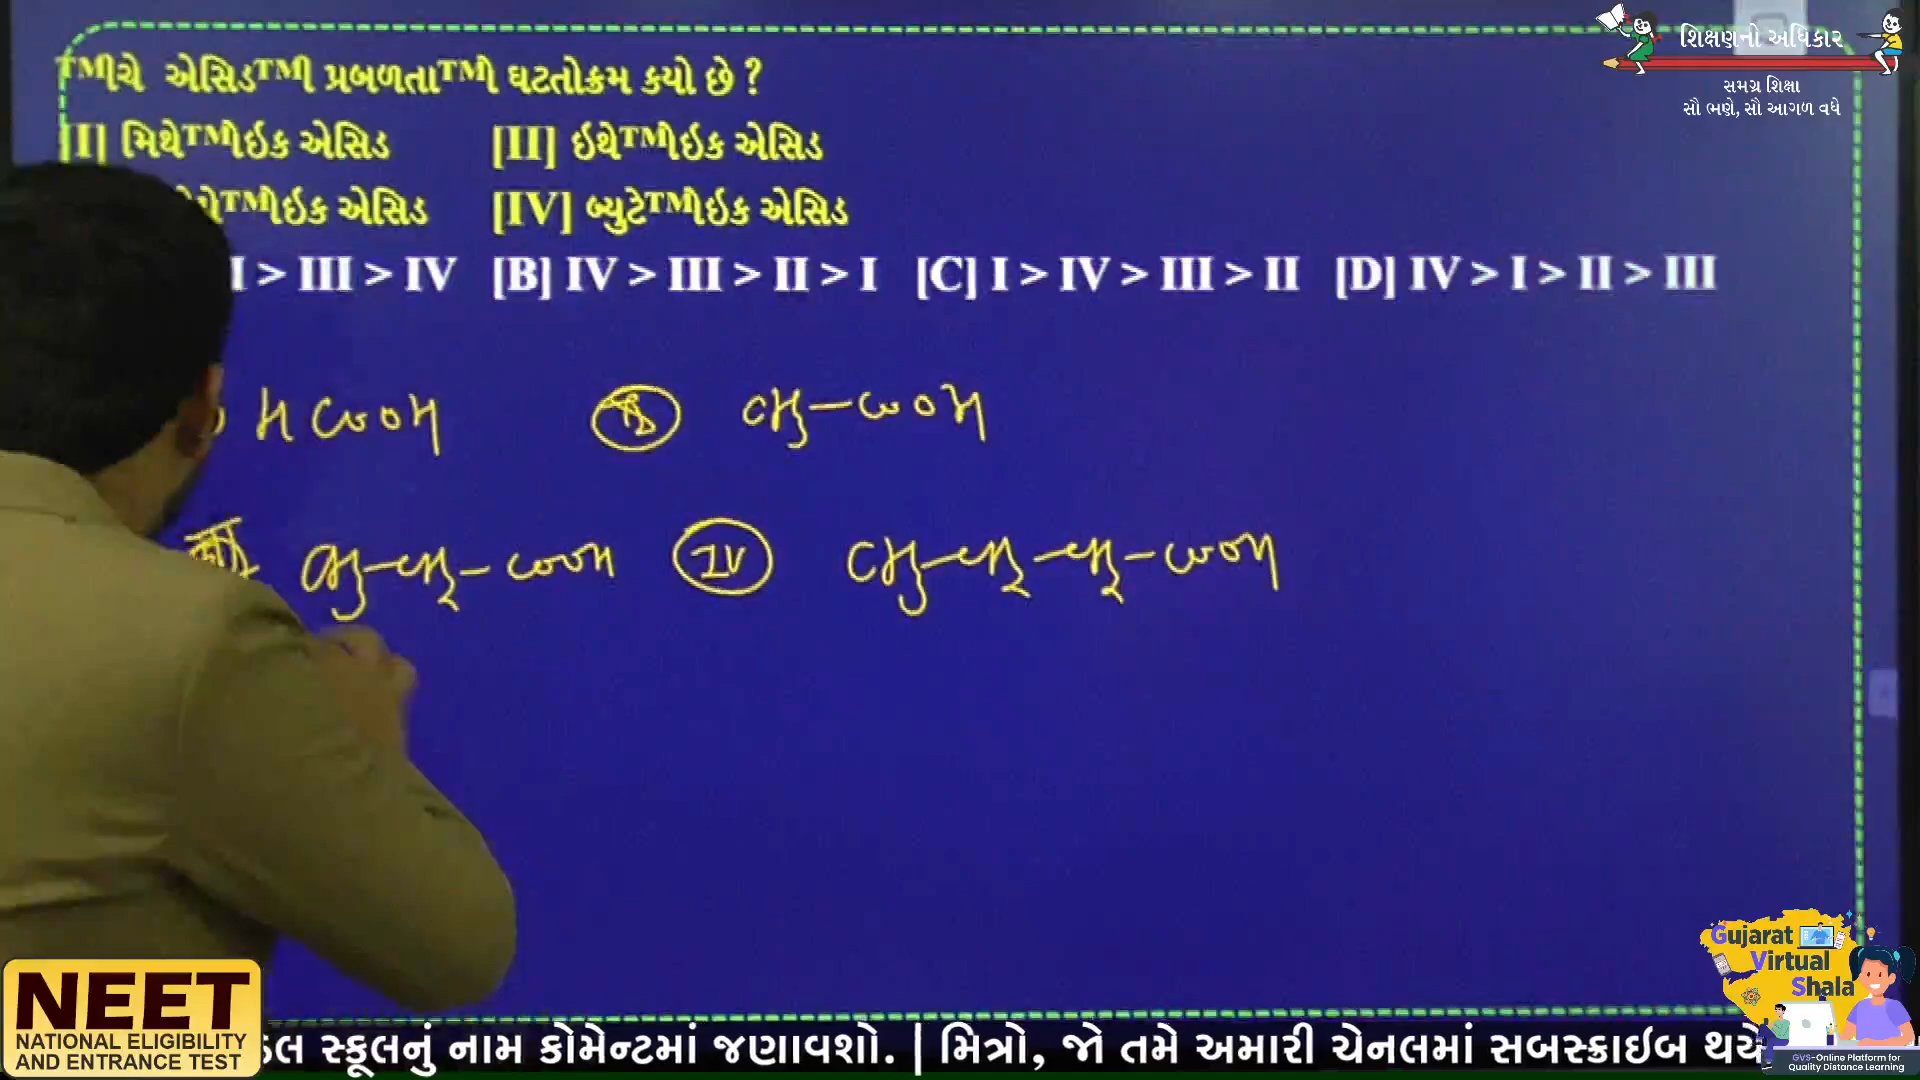 ™ીચે એસિડ™ી પ્રબળતા™ી ઘટતોક્રમ કયો છે ?
[I] મિથે™ીઇક એસિડ [II] ઇથે™ીઇક એસિડ
™ીઇક એસિડ [IV] બ્યુટે™ીઇક એસિડ
I > III > IV [B] IV > III > II > I [C] I > IV > III > II [D] IV > I > II > III
HCOOH CH3-COOH
CH3-CH2-COOH IV CH3-CH2-CH2-COOH
શિક્ષણનો અધિકાર
સમગ્ર શિક્ષા
સૌ ભણે, સૌ આગળ વધે
Gujarat
Virtual
Shala
GVS-Online Platform for
Quality Distance Learning
NEET
NATIONAL ELIGIBILITY
AND ENTRANCE TEST
સ્કૂલનું નામ કોમેન્ટમાં જણાવશો. | મિત્રો, જો તમે અમારી ચેનલમાં સબસ્ક્રાઇબ